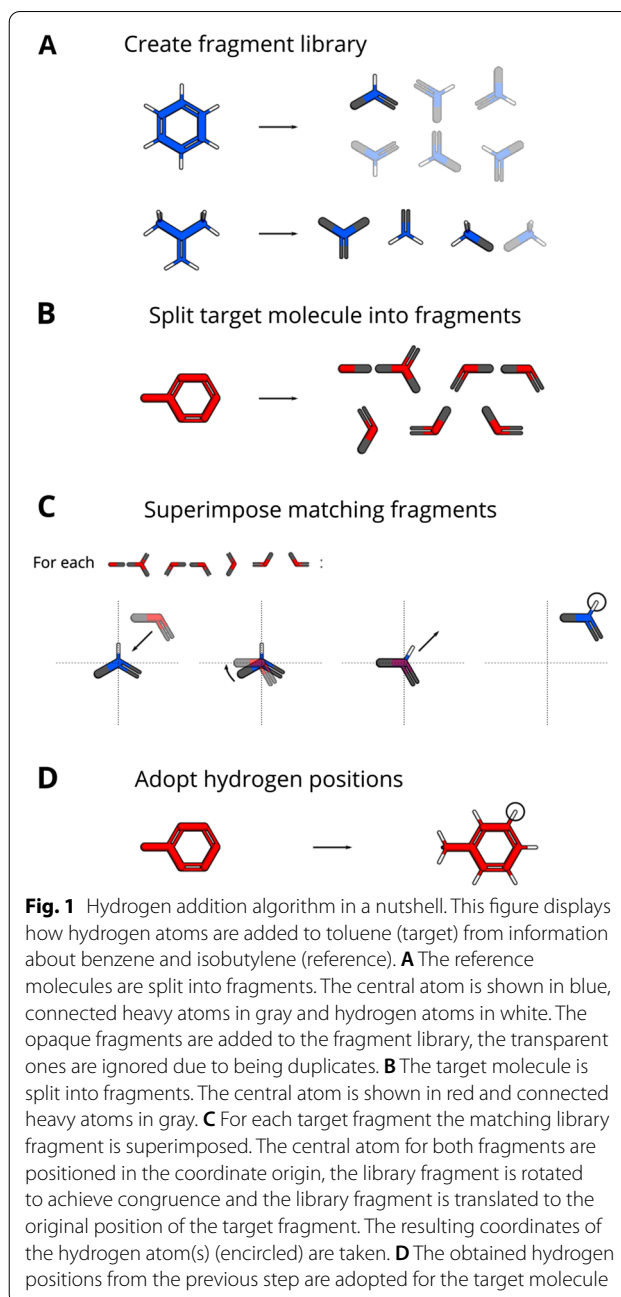 A Create fragment library
B Split target molecule into fragments
C Superimpose matching fragments
For each :
D Adopt hydrogen positions
Fig. 1 Hydrogen addition algorithm in a nutshell. This figure displays
how hydrogen atoms are added to toluene (target) from information
about benzene and isobutylene (reference). A The reference
molecules are split into fragments. The central atom is shown in blue,
connected heavy atoms in gray and hydrogen atoms in white. The
opaque fragments are added to the fragment library, the transparent
ones are ignored due to being duplicates. B The target molecule is
split into fragments. The central atom is shown in red and connected
heavy atoms in gray. C For each target fragment the matching library
fragment is superimposed. The central atom for both fragments are
positioned in the coordinate origin, the library fragment is rotated
to achieve congruence and the library fragment is translated to the
original position of the target fragment. The resulting coordinates of
the hydrogen atom(s) (encircled) are taken. D The obtained hydrogen
positions from the previous step are adopted for the target molecule